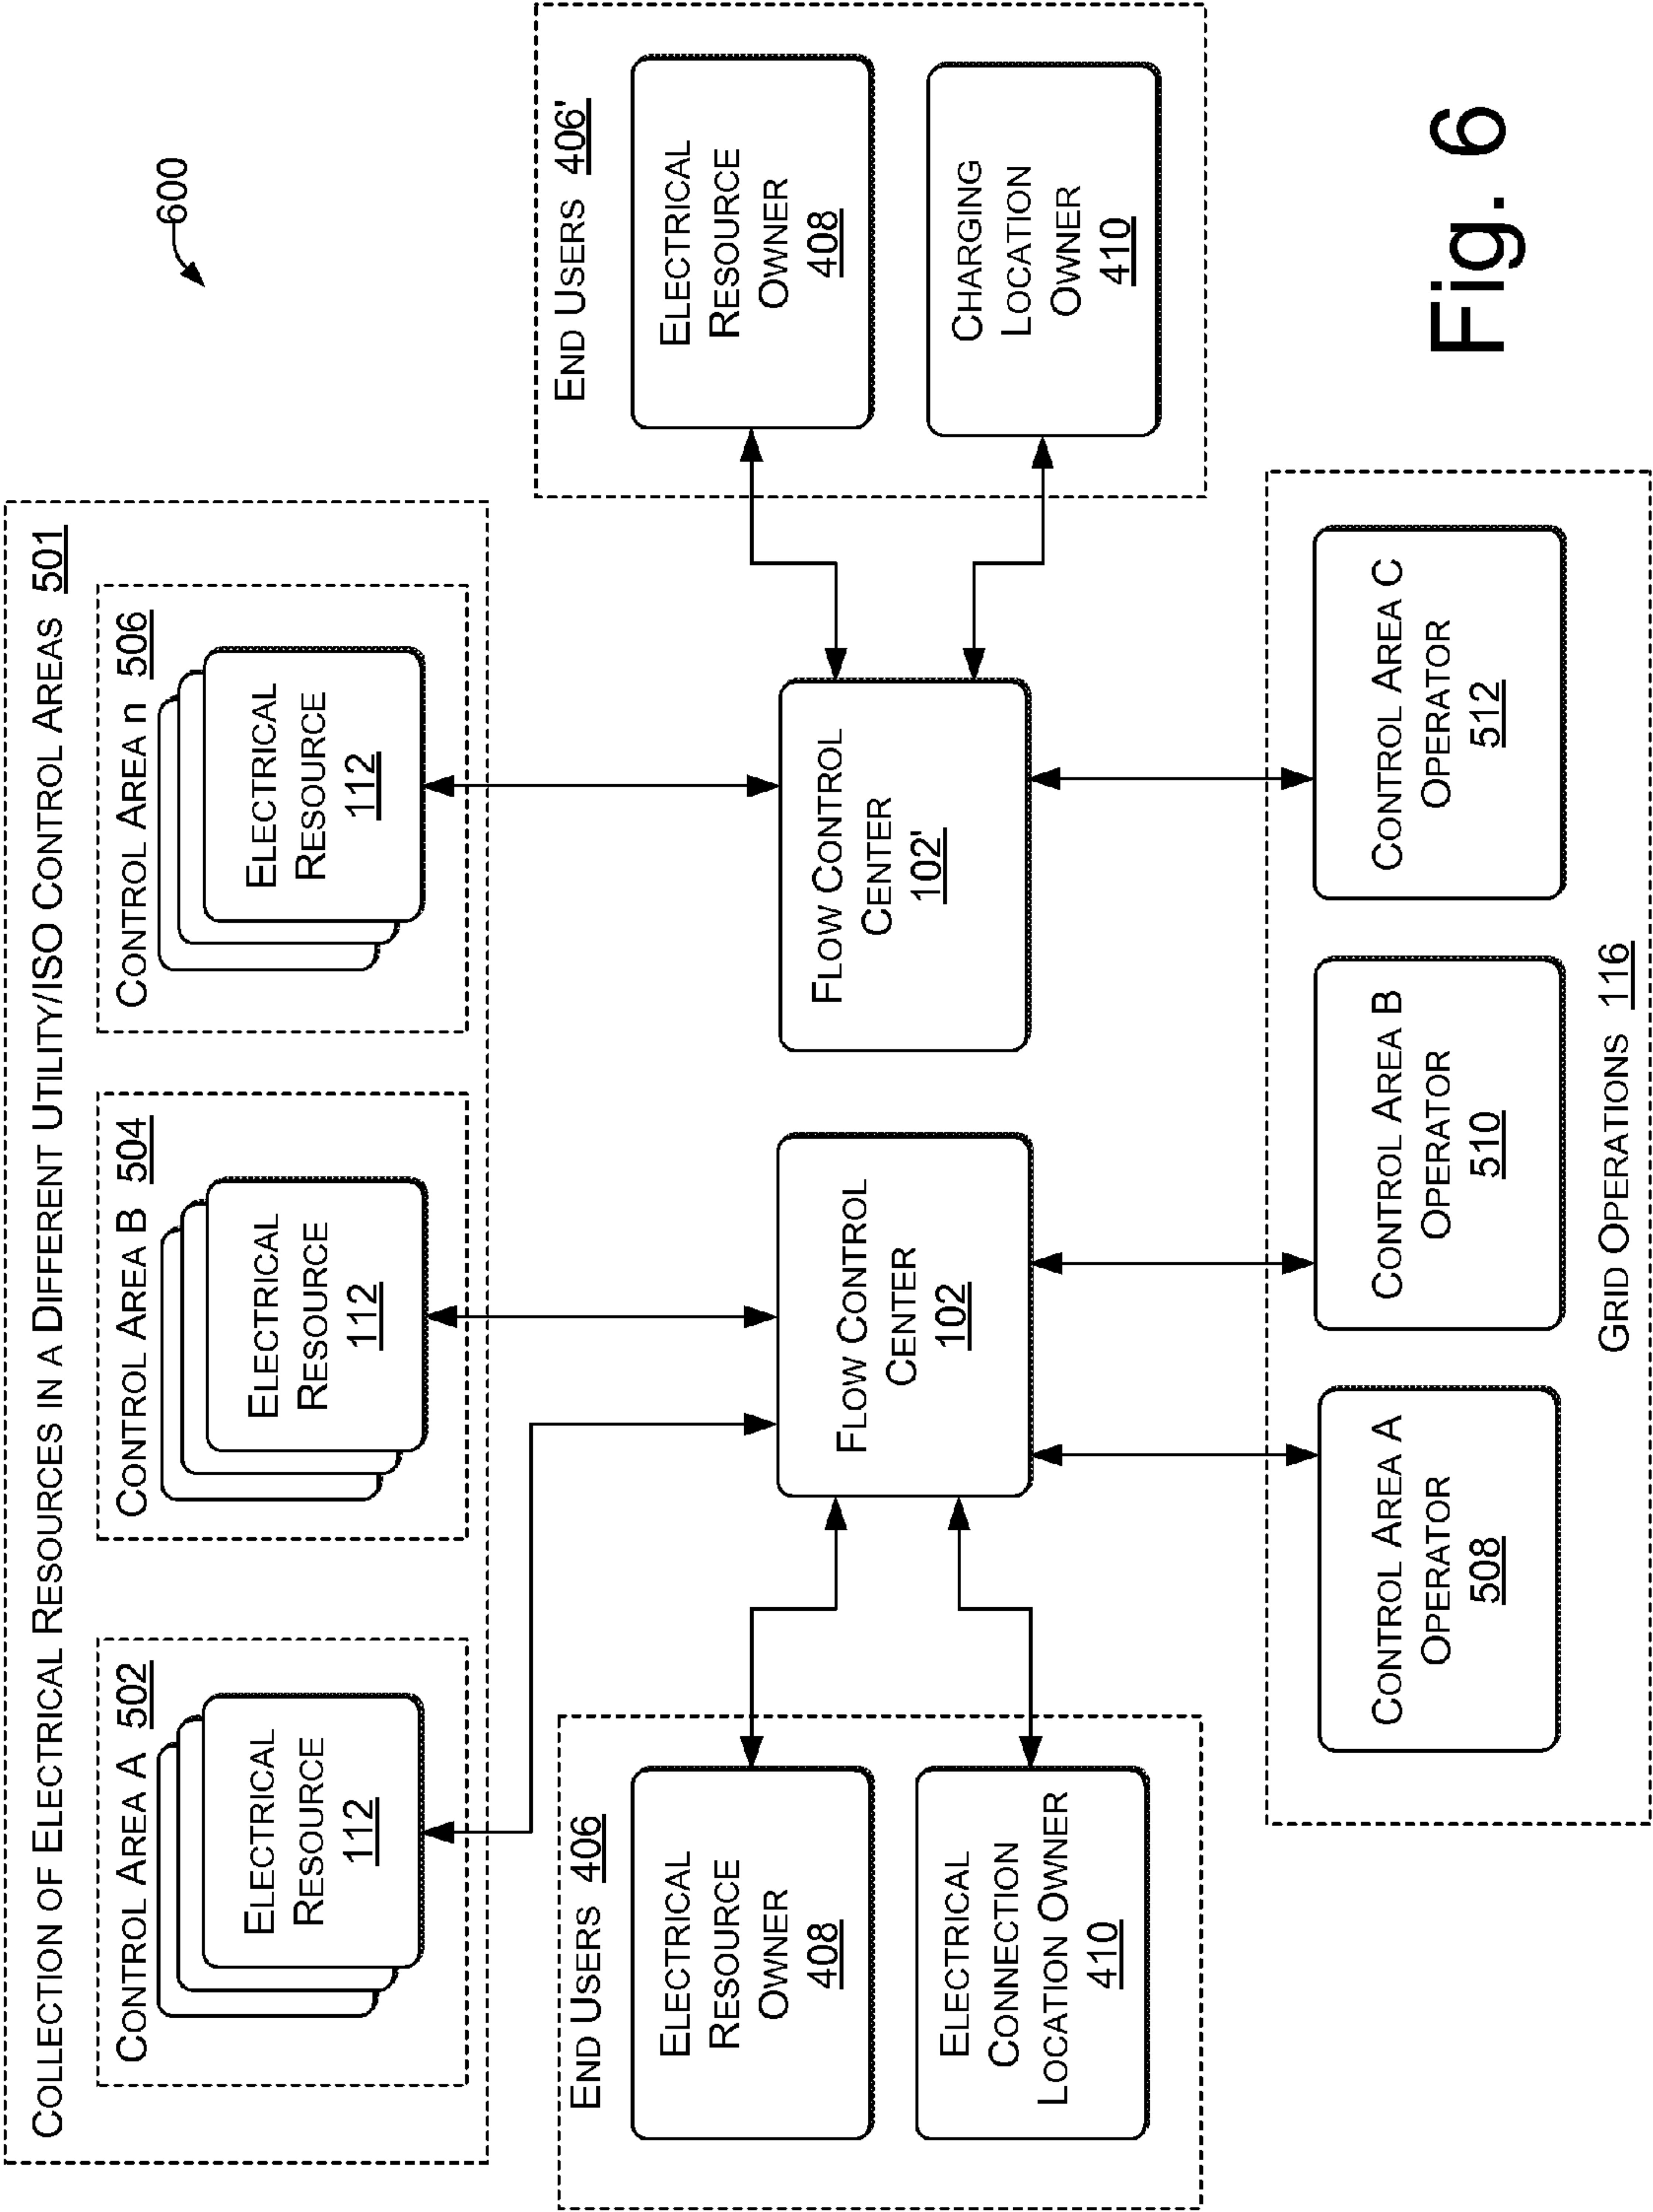 600
COLLECTION OF ELECTRICAL RESOURCES IN A DIFFERENT UTILITY/ISO CONTROL AREAS 501
CONTROL AREA A 502
ELECTRICAL
RESOURCE
112
CONTROL AREA B 504
ELECTRICAL
RESOURCE
112
CONTROL AREA n 506
ELECTRICAL
RESOURCE
112
END USERS 406
ELECTRICAL
RESOURCE
OWNER
408
ELECTRICAL
CONNECTION
LOCATION OWNER
410
FLOW CONTROL
CENTER
102
FLOW CONTROL
CENTER
102'
END USERS 406'
ELECTRICAL
RESOURCE
OWNER
408
CHARGING
LOCATION
OWNER
410
CONTROL AREA A
OPERATOR
508
CONTROL AREA B
OPERATOR
510
CONTROL AREA C
OPERATOR
512
GRID OPERATIONS 116
Fig. 6